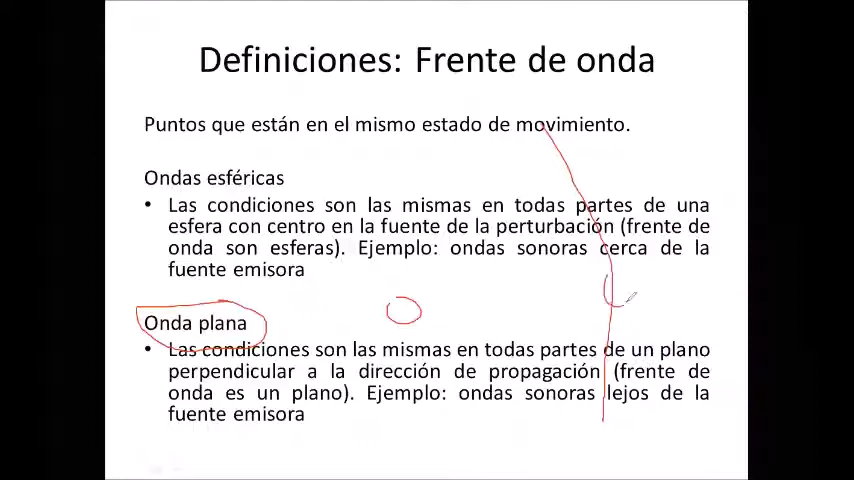 Definiciones: Frente de onda
Puntos que están en el mismo estado de movimiento.
Ondas esféricas
• Las condiciones son las mismas en todas partes de una
esfera con centro en la fuente de la perturbación (frente de
onda son esferas). Ejemplo: ondas sonoras cerca de la
fuente emisora
Onda plana
• Las condiciones son las mismas en todas partes de un plano
perpendicular a la dirección de propagación (frente de
onda es un plano). Ejemplo: ondas sonoras lejos de la
fuente emisora